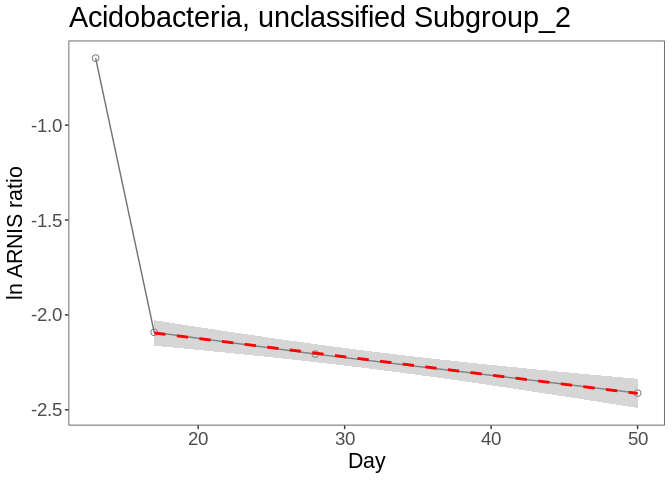 Acidobacteria, unclassified Subgroup_2
ln ARNIS ratio
-1.0
-1.5
-2.0
-2.5
20 30 40 50
Day